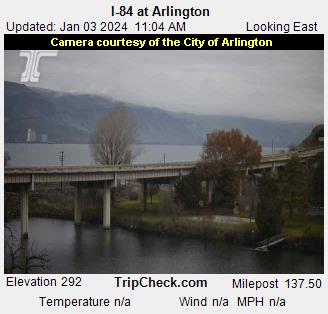 I-84 at Arlington
Updated: Jan 03 2024 11:04 AM Looking East
Camera courtesy of the City of Arlington
Elevation 292 TripCheck.com Milepost 137.50
Temperature n/a Wind n/a MPH n/a